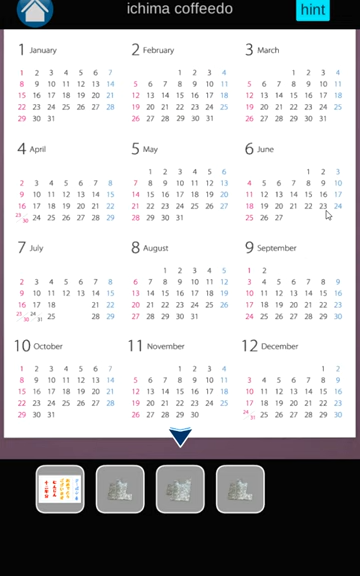 ichima coffeedo
hint
1 January
1 2 3 4 5 6 7
8 9 10 11 12 13 14
15 16 17 18 19 20 21
22 23 24 25 26 27 28
29 30 31
2 February
1 2 3 4
5 6 7 8 9 10 11
12 13 14 15 16 17 18
19 20 21 22 23 24 25
26 27 28
3 March
1 2 3 4
5 6 7 8 9 10 11
12 13 14 15 16 17 18
19 20 21 22 23 24 25
26 27 28 29 30 31
4 April
2 3 4 5 6 7 8
9 10 11 12 13 14 15
16 17 18 19 20 21 22
23 30 24 25 26 27 28 29
5 May
1 2 3 4 5 6
7 8 9 10 11 12 13
14 15 16 17 18 19 20
21 22 23 24 25 26 27
28 29 30 31
6 June
1 2 3
4 5 6 7 8 9 10
11 12 13 14 15 16 17
18 19 20 21 22 23 24
25 26 27
7 July
2 3 4 5 6 7 8
9 10 11 12 13 14 15
16 17 18 21 22
23 30 24 31 25 28 29
8 August
1 2 3 4 5
6 7 8 9 10 11 12
13 14 15 16 17 18 19
20 21 22 23 24 25 26
9 September
1 2
3 4 5 6 7 8 9
10 11 12 13 14 15 16
17 18 19 20 21 22 23
24 25 26 27 28 29 30
10 October
1 2 3 4 5 6 7
8 9 10 11 12 13 14
15 16 17 18 19 20 21
22 23 24 25 26 27 28
29 30 31
11 November
1 2 3 4
5 6 7 8 9 10 11
12 13 14 15 16 17 18
19 20 21 22 23 24 25
26 27 28 29 30
12 December
1 2
3 4 5 6 7 8 9
10 11 12 13 14 15 16
17 18 19 20 21 22 23
24 31 25 26 27 28 29 30